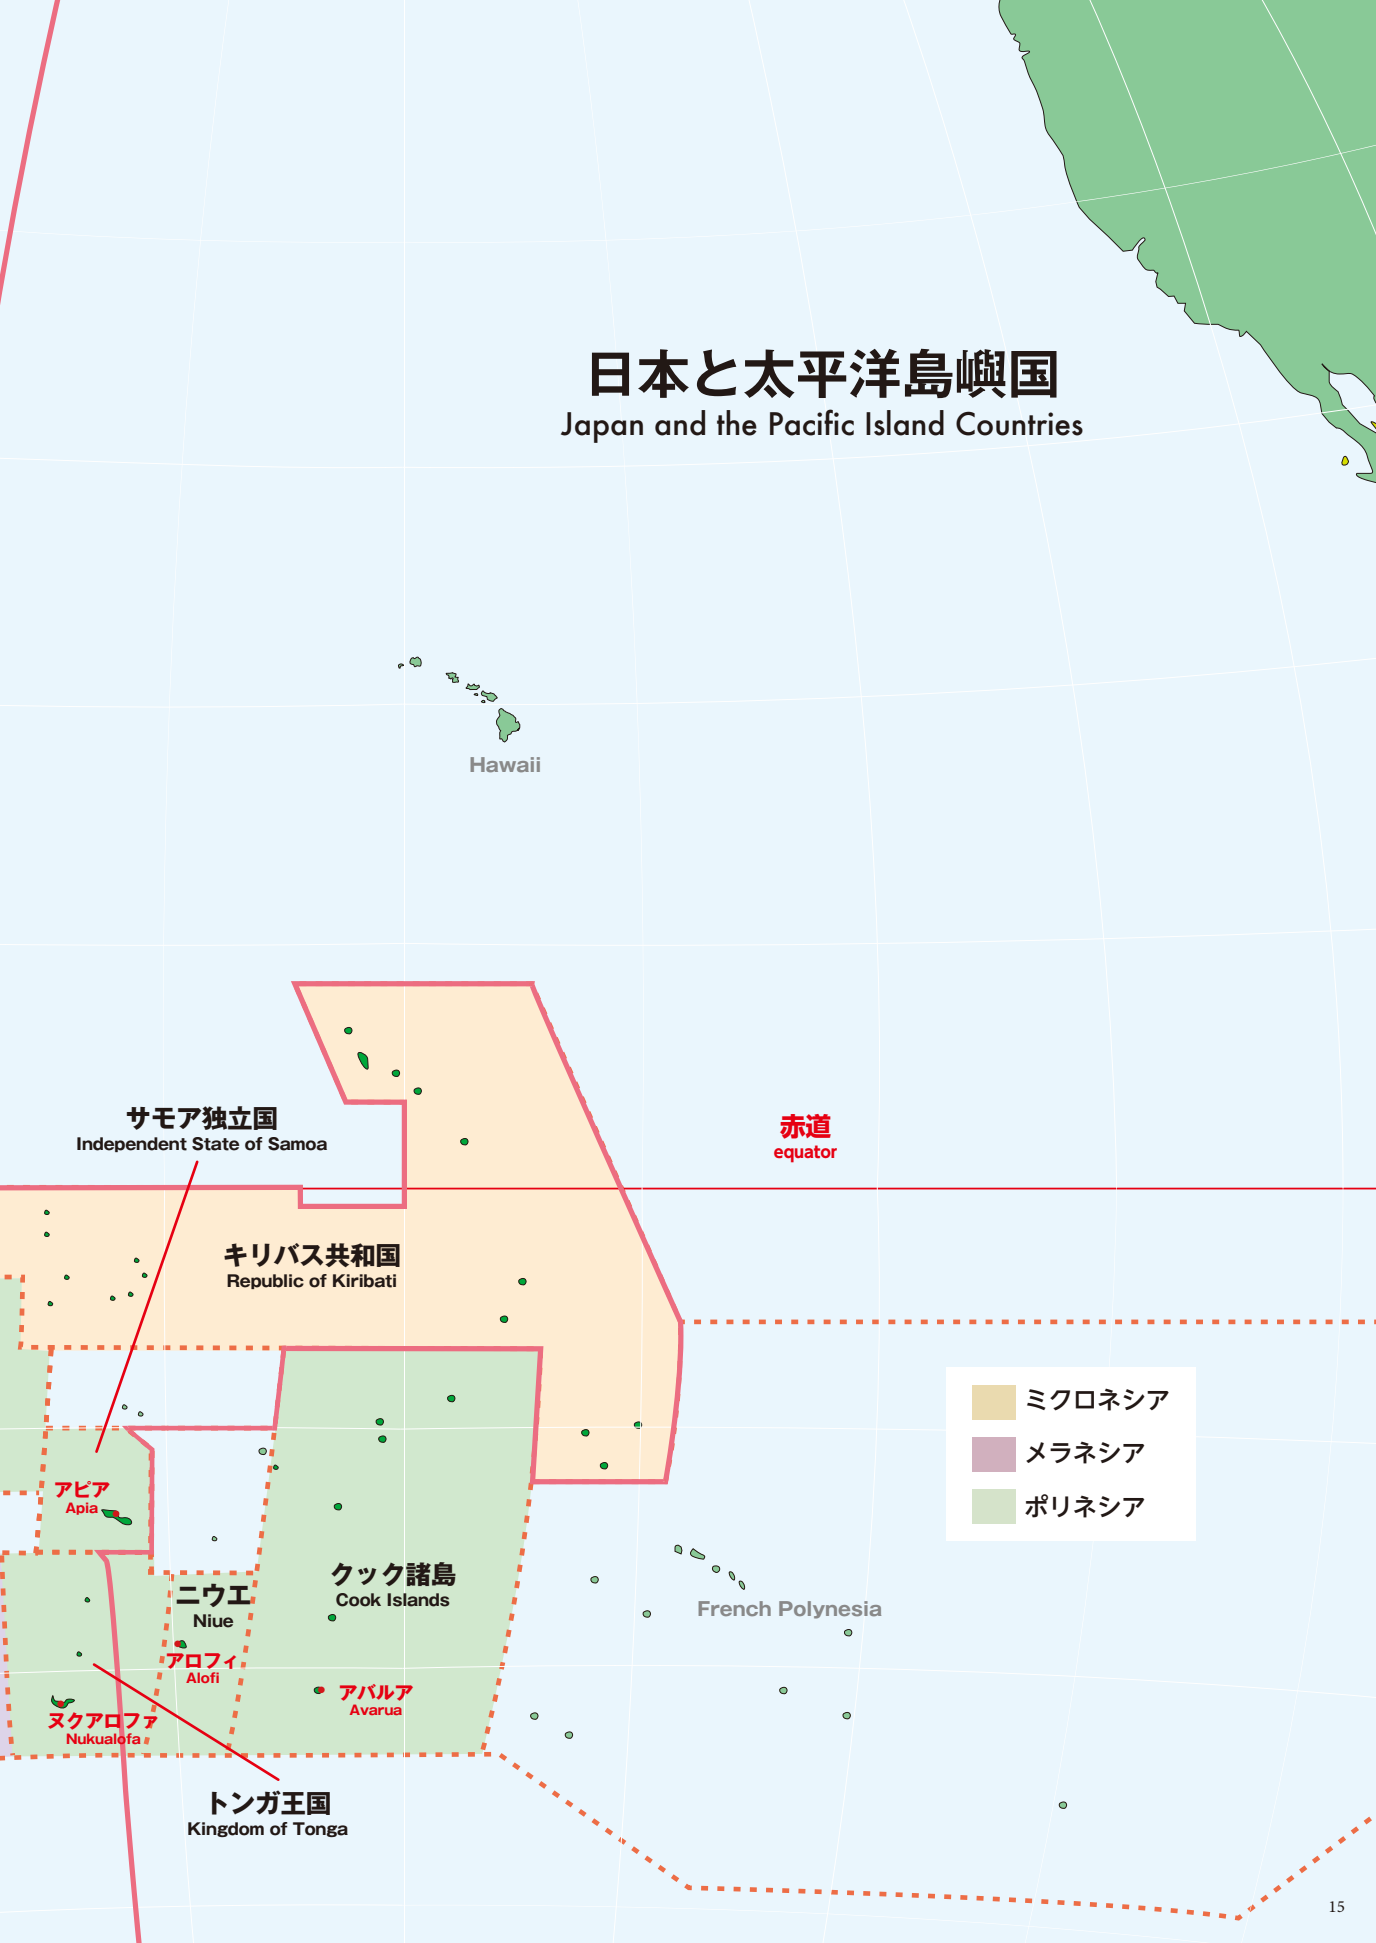 日本と太平洋島嶼国
Japan and the Pacific Island Countries
Hawaii
サモア独立国
Independent State of Samoa
赤道
equator
キリバス共和国
Republic of Kiribati
ミクロネシア
メラネシア
ポリネシア
アピア
Apia
クック諸島
Cook Islands
ニウエ
Niue
French Polynesia
アロフィ
Alofi
アバルア
Avarua
ヌクアロファ
Nukualofa
トンガ王国
Kingdom of Tonga
15